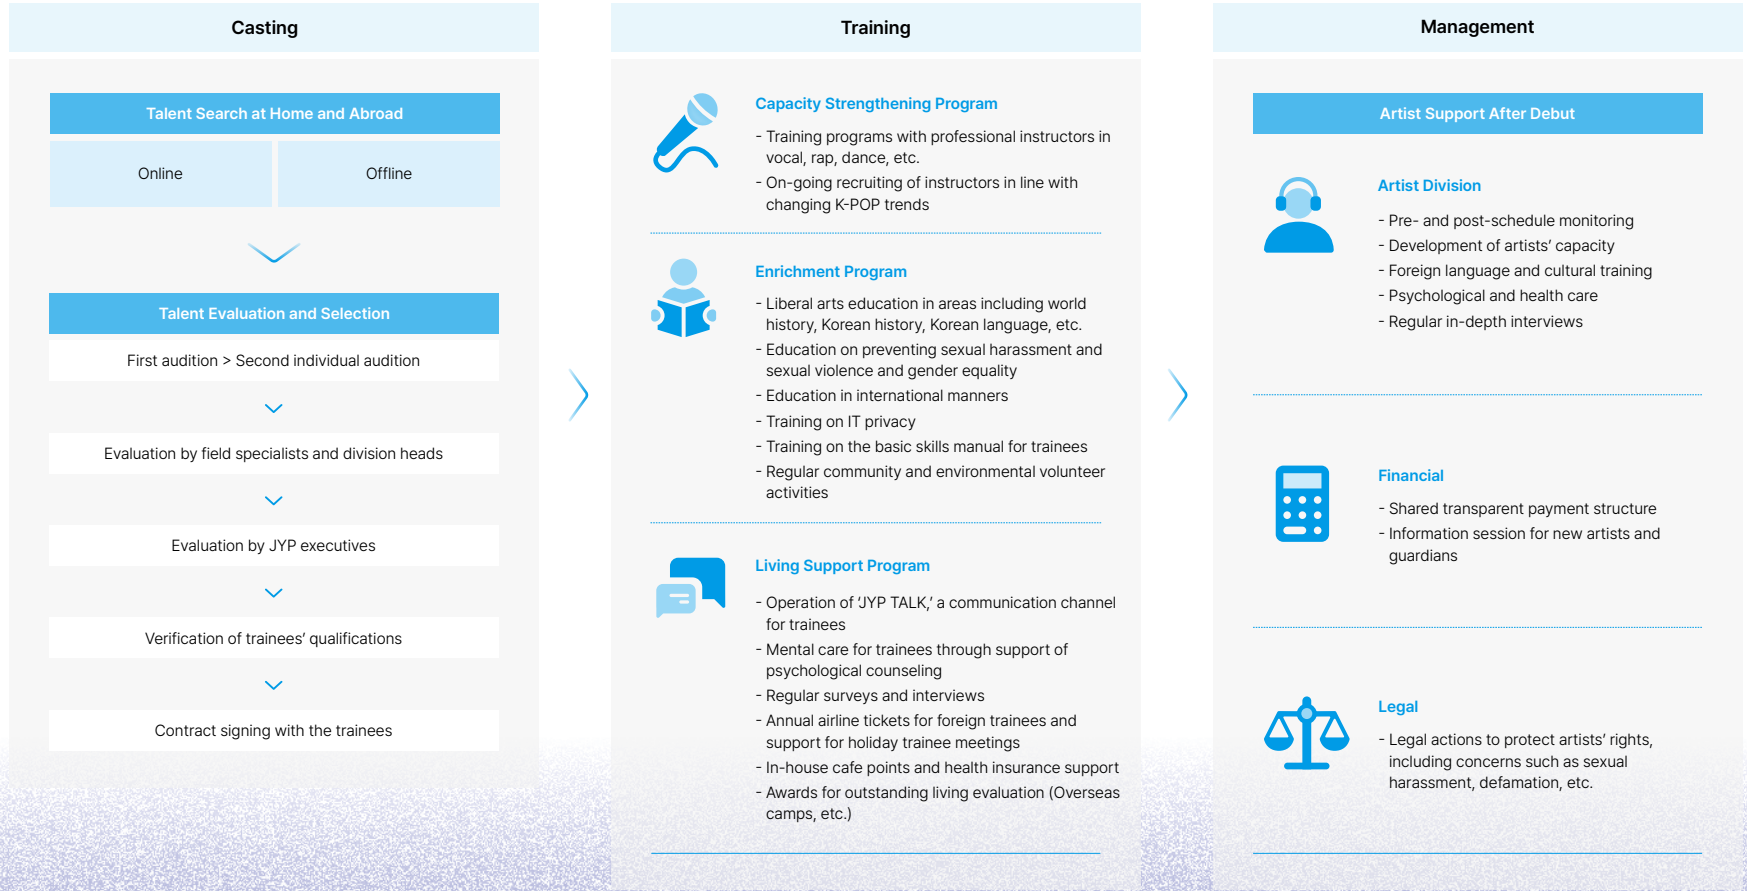 Casting
Talent Search at Home and Abroad
Online
Offline
Talent Evaluation and Selection
First audition > Second individual audition
Evaluation by field specialists and division heads
Evaluation by JYP executives
Verification of trainees’ qualifications
Contract signing with the trainees
Training
Capacity Strengthening Program
- Training programs with professional instructors in
vocal, rap, dance, etc.
- On-going recruiting of instructors in line with
changing K-POP trends
Enrichment Program
- Liberal arts education in areas including world
history, Korean history, Korean language, etc.
- Education on preventing sexual harassment and
sexual violence and gender equality
- Education in international manners
- Training on IT privacy
- Training on the basic skills manual for trainees
- Regular community and environmental volunteer
activities
Living Support Program
- Operation of ‘JYP TALK,’ a communication channel
for trainees
- Mental care for trainees through support of
psychological counseling
- Regular surveys and interviews
- Annual airline tickets for foreign trainees and
support for holiday trainee meetings
- In-house cafe points and health insurance support
- Awards for outstanding living evaluation (Overseas
camps, etc.)
Management
Artist Support After Debut
Artist Division
- Pre- and post-schedule monitoring
- Development of artists’ capacity
- Foreign language and cultural training
- Psychological and health care
- Regular in-depth interviews
Financial
- Shared transparent payment structure
- Information session for new artists and
guardians
Legal
- Legal actions to protect artists’ rights,
including concerns such as sexual
harassment, defamation, etc.